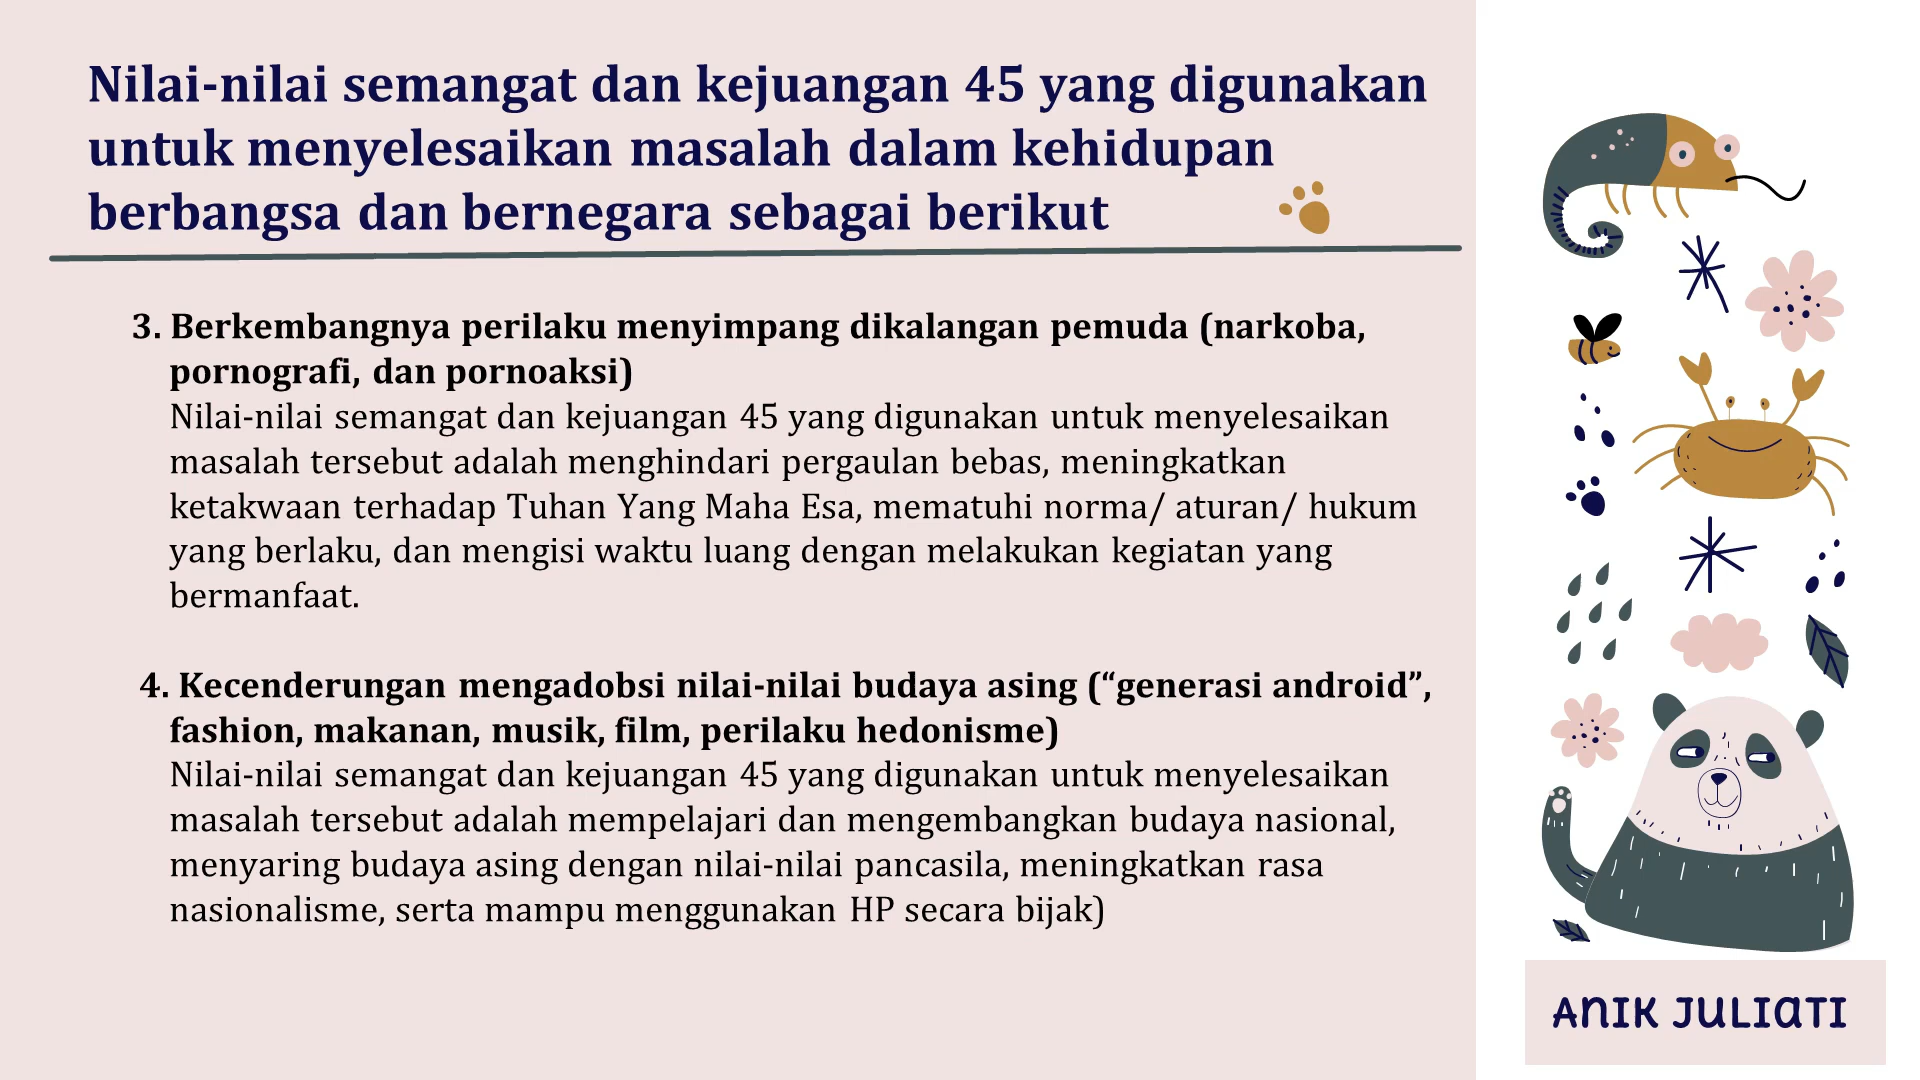 Nilai-nilai semangat dan kejuangan 45 yang digunakan
untuk menyelesaikan masalah dalam kehidupan
berbangsa dan bernegara sebagai berikut
3. Berkembangnya perilaku menyimpang dikalangan pemuda (narkoba,
pornografi, dan pornoaksi)
Nilai-nilai semangat dan kejuangan 45 yang digunakan untuk menyelesaikan
masalah tersebut adalah menghindari pergaulan bebas, meningkatkan
ketakwaan terhadap Tuhan Yang Maha Esa, mematuhi norma/ aturan/ hukum
yang berlaku, dan mengisi waktu luang dengan melakukan kegiatan yang
bermanfaat.
4. Kecenderungan mengadobsi nilai-nilai budaya asing (“generasi android”,
fashion, makanan, musik, film, perilaku hedonisme)
Nilai-nilai semangat dan kejuangan 45 yang digunakan untuk menyelesaikan
masalah tersebut adalah mempelajari dan mengembangkan budaya nasional,
menyaring budaya asing dengan nilai-nilai pancasila, meningkatkan rasa
nasionalisme, serta mampu menggunakan HP secara bijak)
ANIK JULIATI